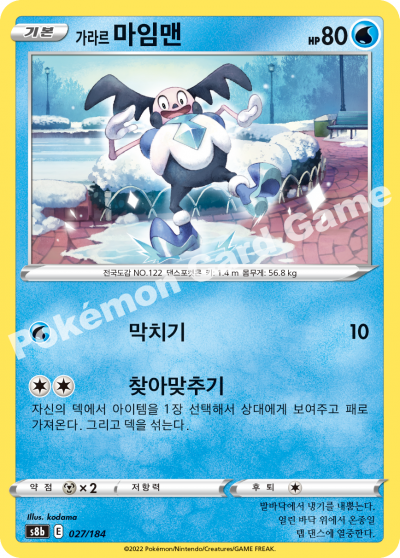 기본 가라르 마임맨 HP 80
전국도감 NO.122 댄스포켓몬 키: 1.4 m 몸무게: 56.8 kg
막치기 10
찾아맞추기
자신의 덱에서 아이템을 1장 선택해서 상대에게 보여주고 패로
가져온다. 그리고 덱을 섞는다.
약점 ×2 저항력 후퇴
Illus. kodama
발바닥에서 냉기를 내뿜는다.
얼린 바닥 위에서 온종일
탭 댄스에 열중한다.
s8b E 027/184
©2022 Pokémon/Nintendo/Creatures/GAME FREAK.
Pokémon Card Game